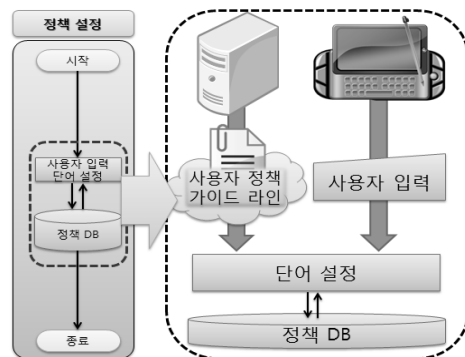 정책 설정
시작
사용자 입력
단어 설정
정책 DB
종료
사용자 정책
가이드 라인
사용자 입력
단어 설정
정책 DB